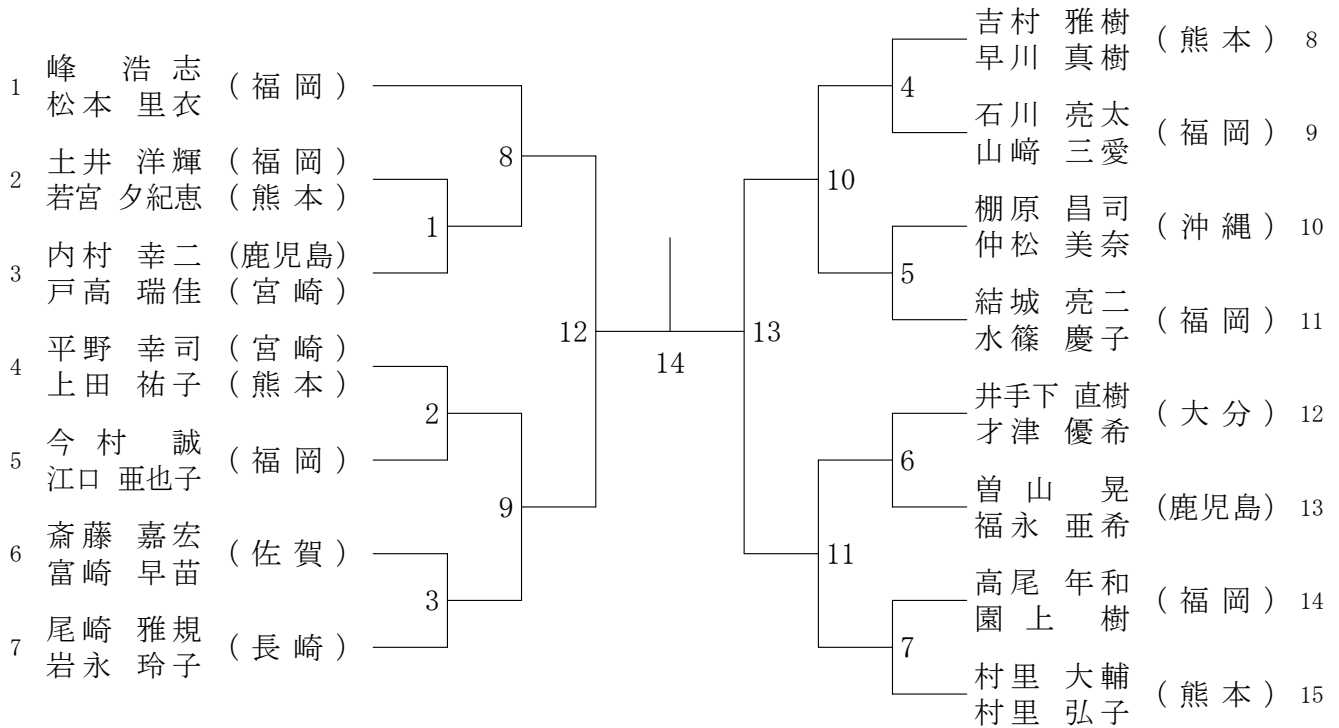 1 峰 浩志 (福岡)
松本 里衣
2 土井 洋輝 (福岡)
若宮 夕紀恵 (熊本)
3 内村 幸二 (鹿児島)
戸高 瑞佳 (宮崎)
4 平野 幸司 (宮崎)
上田 祐子 (熊本)
5 今村 誠 (福岡)
江口 亜也子
6 斎藤 嘉宏 (佐賀)
富崎 早苗
7 尾崎 雅規 (長崎)
岩永 玲子
8
1
2
9
3
12
14
13
4
10
5
6
11
7
吉村 雅樹 (熊本) 8
早川 真樹
石川 亮太 (福岡) 9
山﨑 三愛
棚原 昌司 (沖縄) 10
仲松 美奈
結城 亮二 (福岡) 11
水篠 慶子
井手下 直樹 (大分) 12
才津 優希
曽山 晃 (鹿児島) 13
福永 亜希
高尾 年和 (福岡) 14
園上 樹
村里 大輔 (熊本) 15
村里 弘子